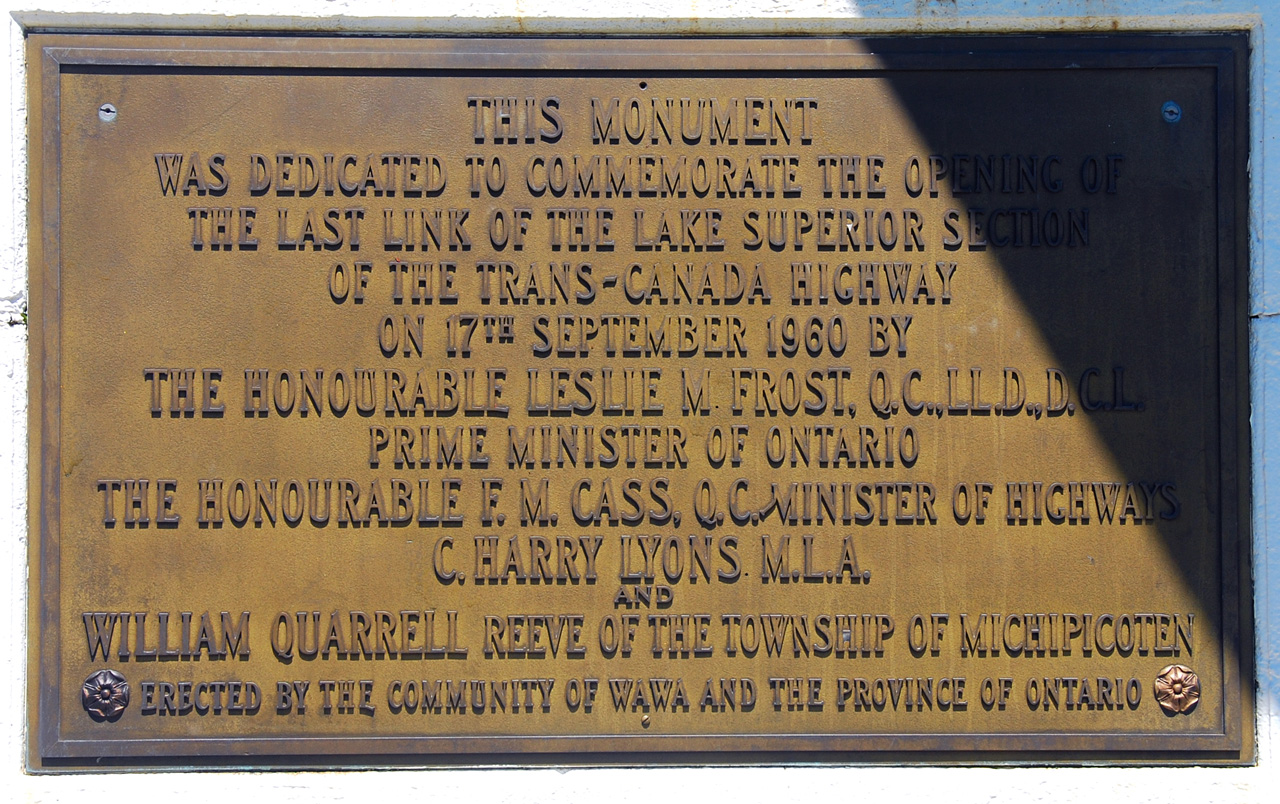 THIS MONUMENT
WAS DEDICATED TO COMMEMORATE THE OPENING OF
THE LAST LINK OF THE LAKE SUPERIOR SECTION
OF THE TRANS-CANADA HIGHWAY
ON 17TH SEPTEMBER 1960 BY
THE HONOURABLE LESLIE M. FROST, Q.C., LL.D., D.C.L.
PRIME MINISTER OF ONTARIO
THE HONOURABLE F. M. CASS, Q.C. MINISTER OF HIGHWAYS
C. HARRY LYONS. M.L.A.
AND
WILLIAM QUARRELL REEVE OF THE TOWNSHIP OF MICHIPICOTEN
ERECTED BY THE COMMUNITY OF WAWA AND THE PROVINCE OF ONTARIO